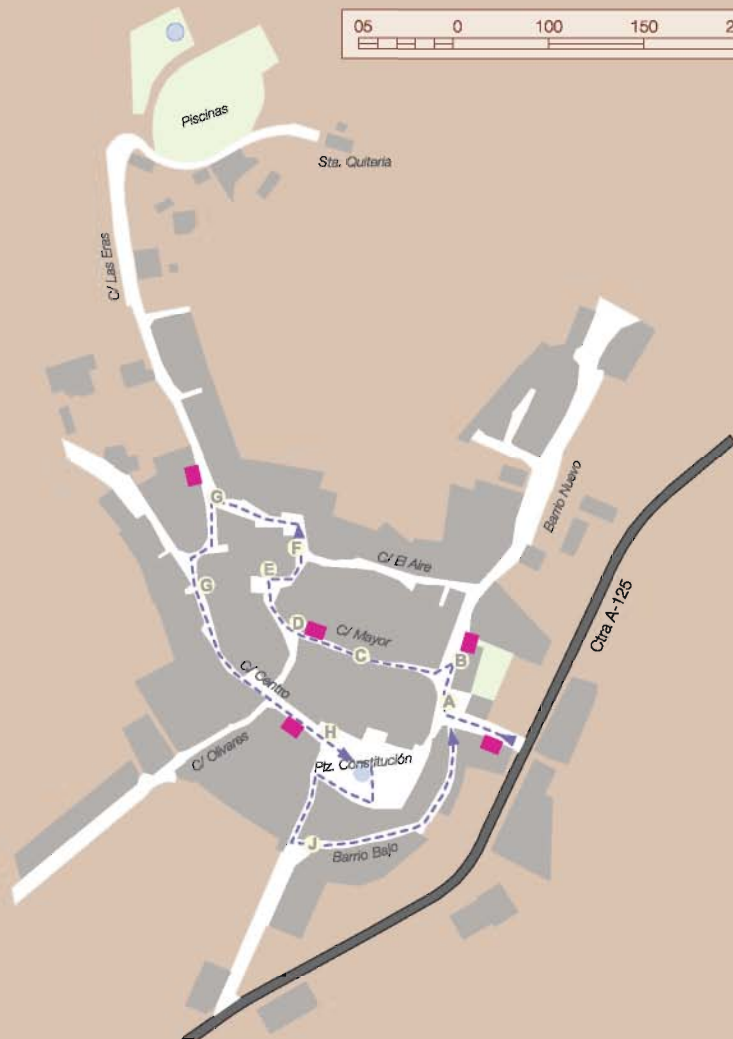 05 0 100 150 2
Piscinas
Sta. Quiteria
C/ Las Eras
Barrio Nuevo
Ctra A-125
G
F
C/ El Aire
E
G
D
C/ Mayor
C
B
A
C/ Centro
H
C/ Olivares
Plz. Constitución
J
Barrio Bajo